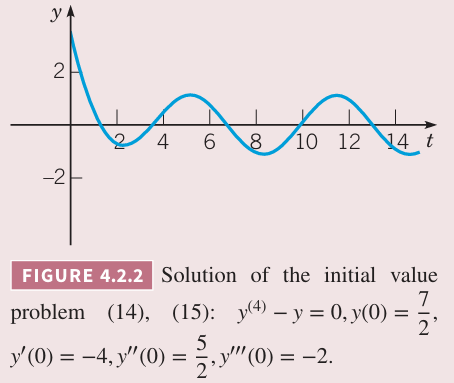 y
2
2 4 6 8 10 12 14 t
−2
FIGURE 4.2.2 Solution of the initial value
problem (14), (15): y⁽⁴⁾ − y = 0, y(0) = 7/2,
y′(0) = −4, y″(0) = 5/2, y‴(0) = −2.